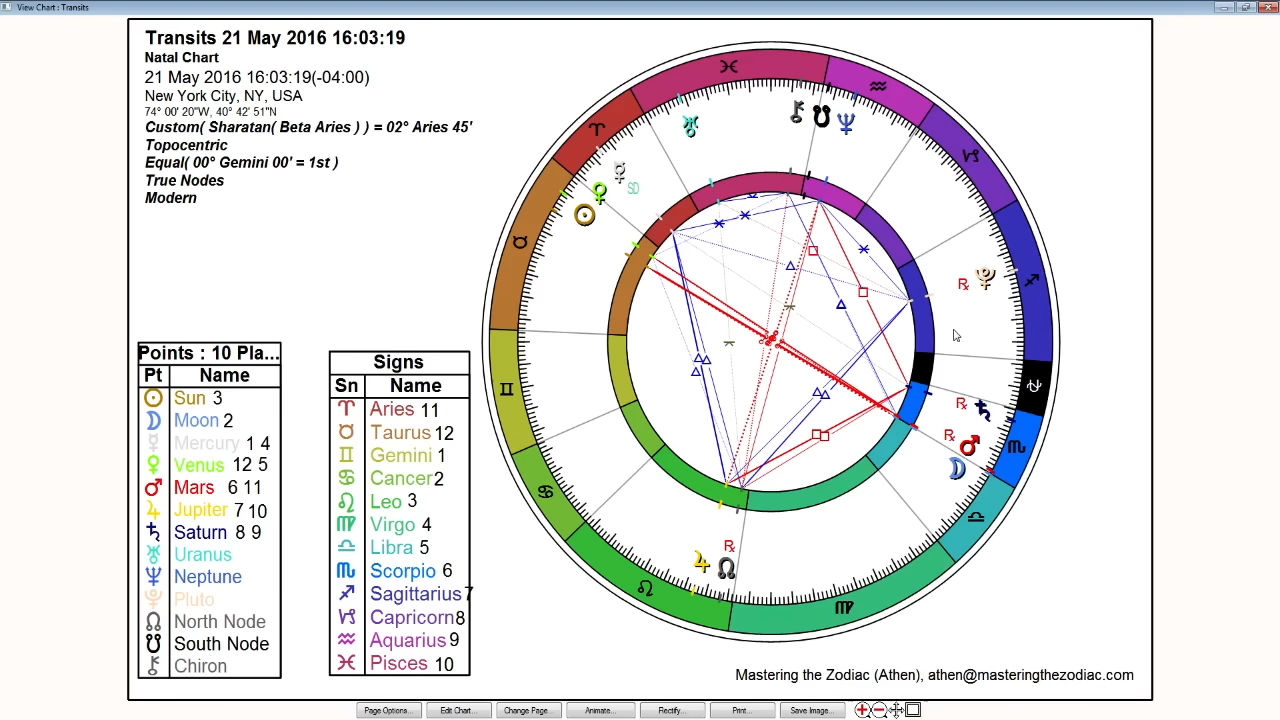 View Chart : Transits
Transits 21 May 2016 16:03:19
Natal Chart
21 May 2016 16:03:19(-04:00)
New York City, NY, USA
74° 00' 20"W, 40° 42' 51"N
Custom( Sharatan( Beta Aries ) ) = 02° Aries 45'
Topocentric
Equal( 00° Gemini 00' = 1st )
True Nodes
Modern
Points : 10 Pla...
Pt Name
☉ Sun 3
☽ Moon 2
☿ Mercury 1 4
♀ Venus 12 5
♂ Mars 6 11
♃ Jupiter 7 10
♄ Saturn 8 9
♅ Uranus
♆ Neptune
Pluto
☊ North Node
☋ South Node
⚷ Chiron
Signs
Sn Name
♈ Aries 11
♉ Taurus 12
♊ Gemini 1
♋ Cancer 2
♌ Leo 3
♍ Virgo 4
♎ Libra 5
♏ Scorpio 6
♐ Sagittarius 7
♑ Capricorn 8
♒ Aquarius 9
♓ Pisces 10
SD
℞
℞
℞
℞
Mastering the Zodiac (Athen), athen@masteringthezodiac.com
Page Options... Edit Chart... Change Page... Animate... Rectify... Print... Save Image...